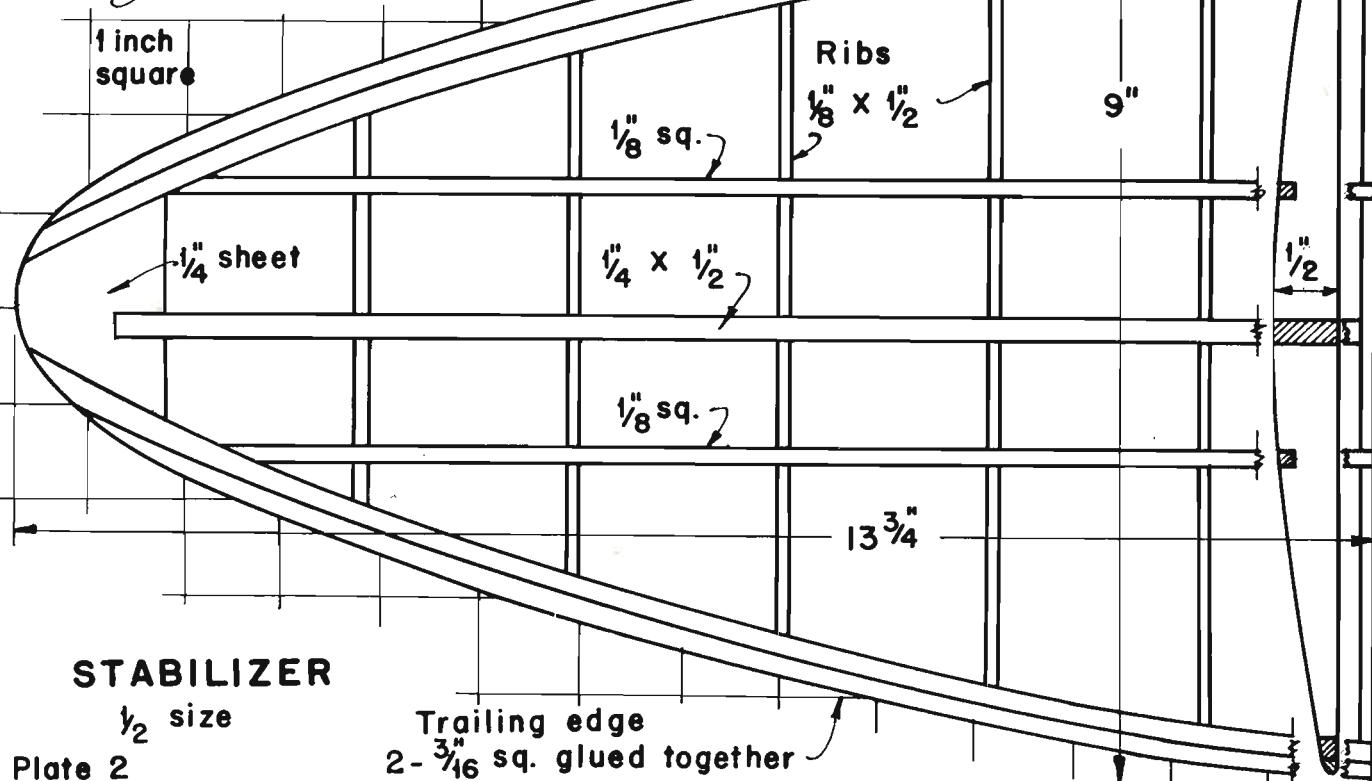 1 inch
square
Ribs
1/8" x 1/2"
9"
1/8" sq.
1/4" sheet
1/4" x 1/2"
1/2"
1/8" sq.
13 3/4"
STABILIZER
1/2 size
Trailing edge
2- 3/16" sq. glued together
Plate 2